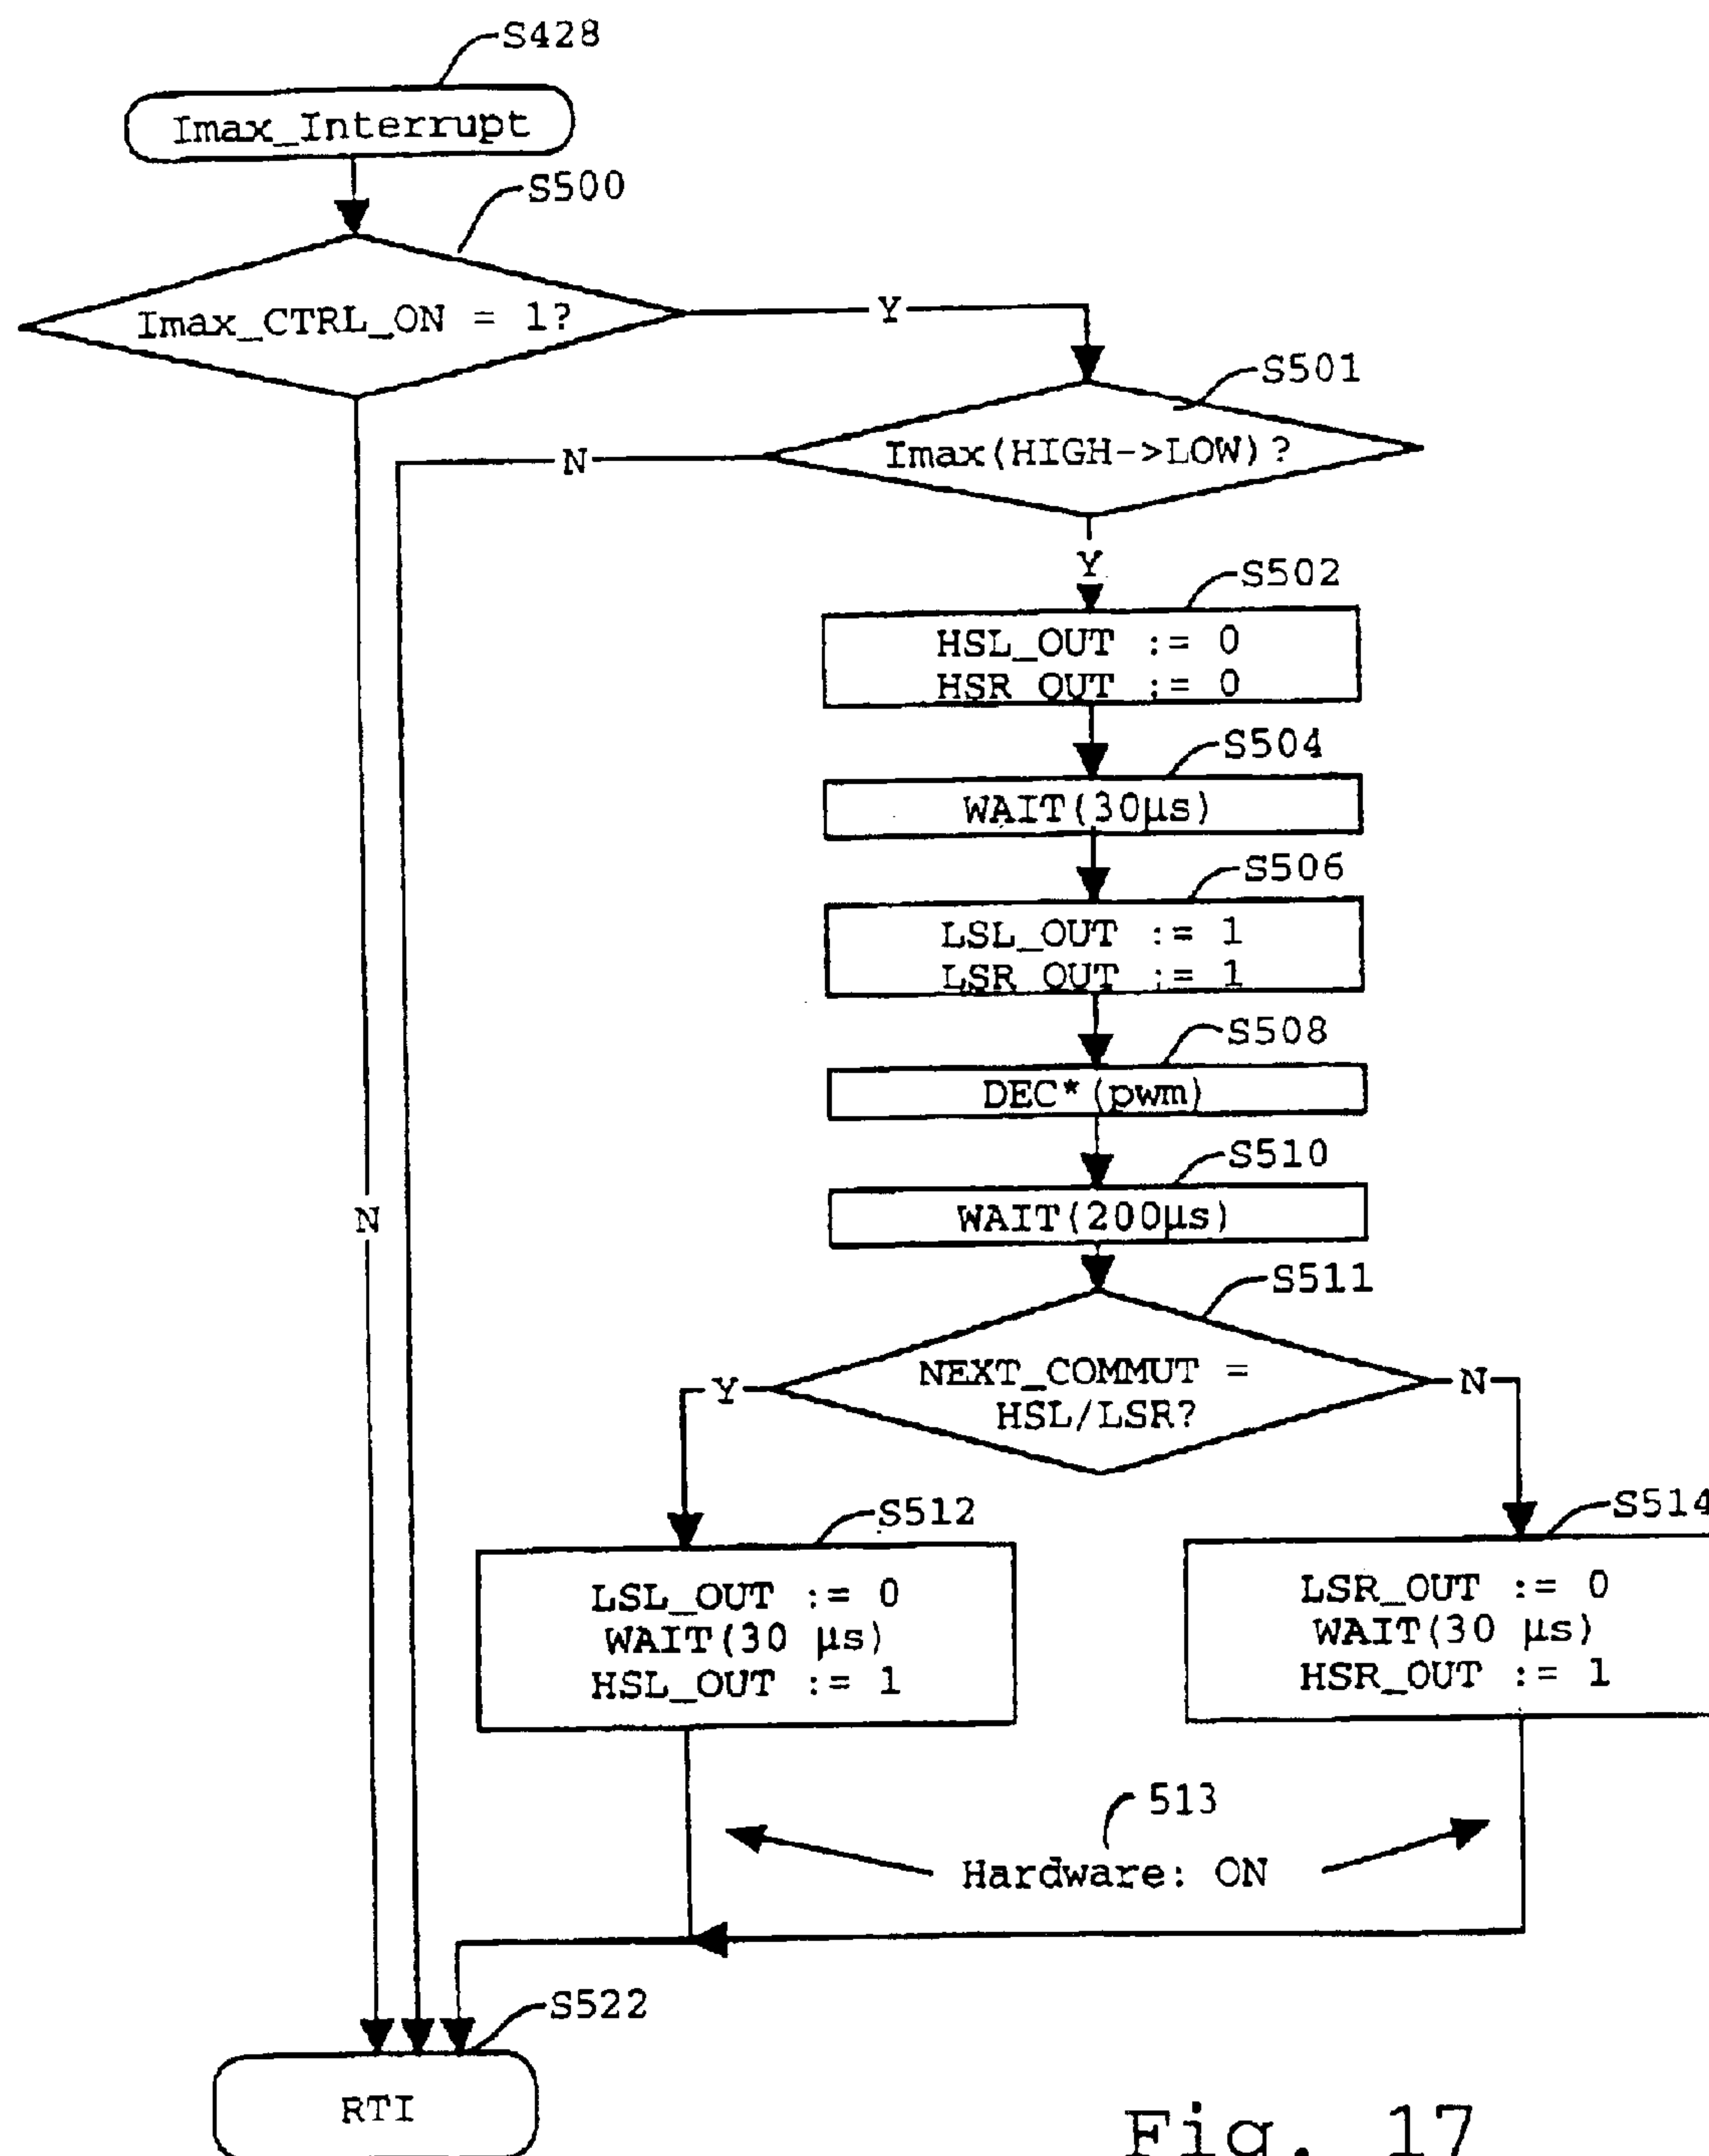 S428
Imax_Interrupt
S500
Imax_CTRL_ON = 1?
Y
S501
Imax(HIGH->LOW)?
N
Y
S502
HSL_OUT := 0
HSR_OUT := 0
S504
WAIT(30µs)
S506
LSL_OUT := 1
LSR_OUT := 1
S508
DEC*(pwm)
S510
WAIT(200µs)
N
S511
NEXT_COMMUT =
HSL/LSR?
Y
N
S512
LSL_OUT := 0
WAIT(30 µs)
HSL_OUT := 1
S514
LSR_OUT := 0
WAIT(30 µs)
HSR_OUT := 1
513
Hardware: ON
S522
RTI
Fig. 17